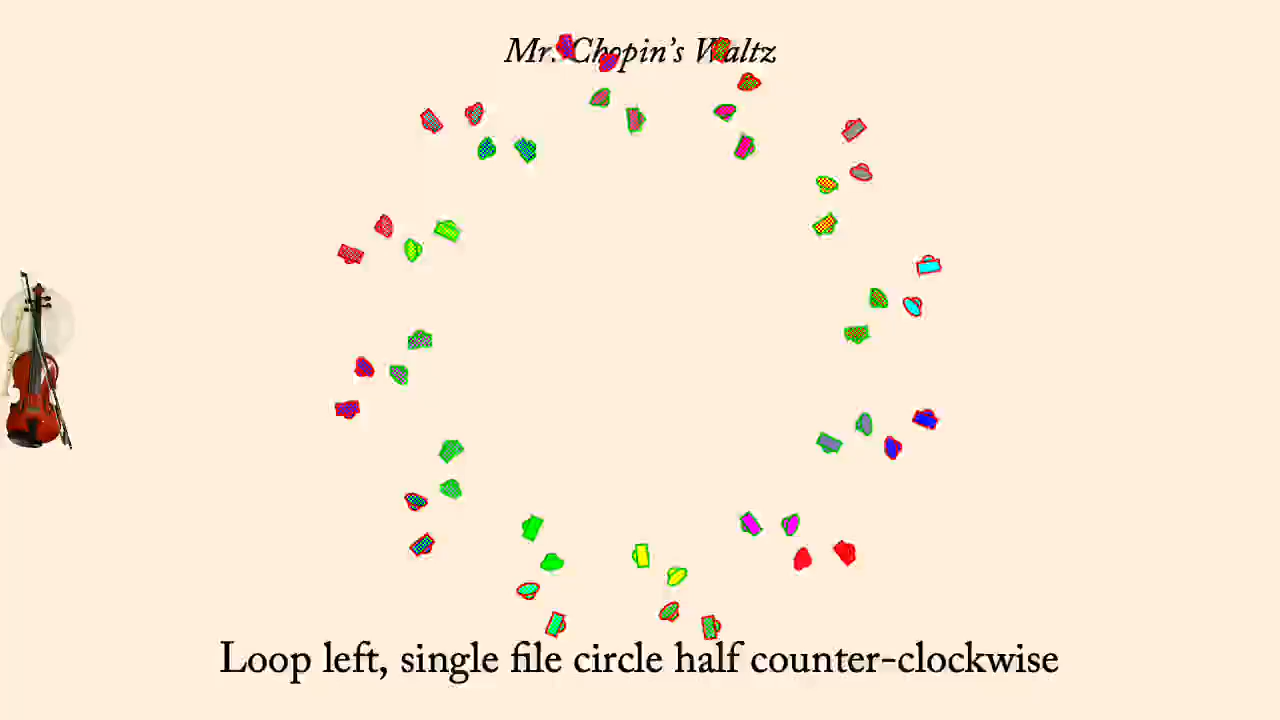 Mr. Chopin's Waltz
Loop left, single file circle half counter-clockwise